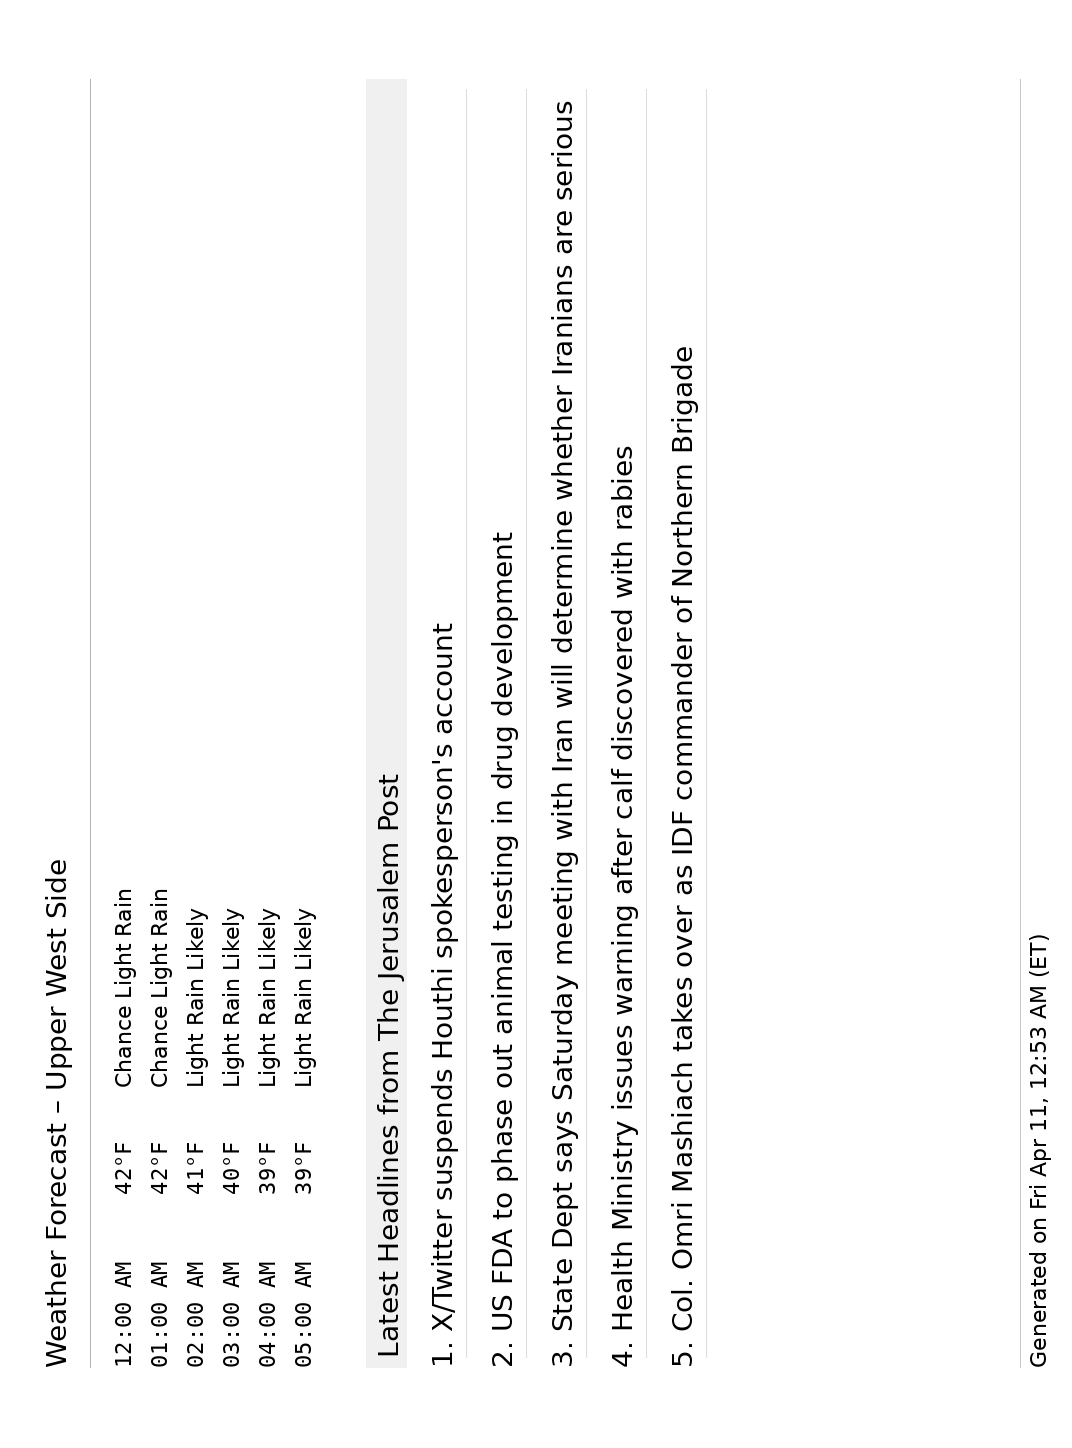 Weather Forecast – Upper West Side
12:00 AM 42°F Chance Light Rain
01:00 AM 42°F Chance Light Rain
02:00 AM 41°F Light Rain Likely
03:00 AM 40°F Light Rain Likely
04:00 AM 39°F Light Rain Likely
05:00 AM 39°F Light Rain Likely
Latest Headlines from The Jerusalem Post
1. X/Twitter suspends Houthi spokesperson's account
2. US FDA to phase out animal testing in drug development
3. State Dept says Saturday meeting with Iran will determine whether Iranians are serious
4. Health Ministry issues warning after calf discovered with rabies
5. Col. Omri Mashiach takes over as IDF commander of Northern Brigade
Generated on Fri Apr 11, 12:53 AM (ET)